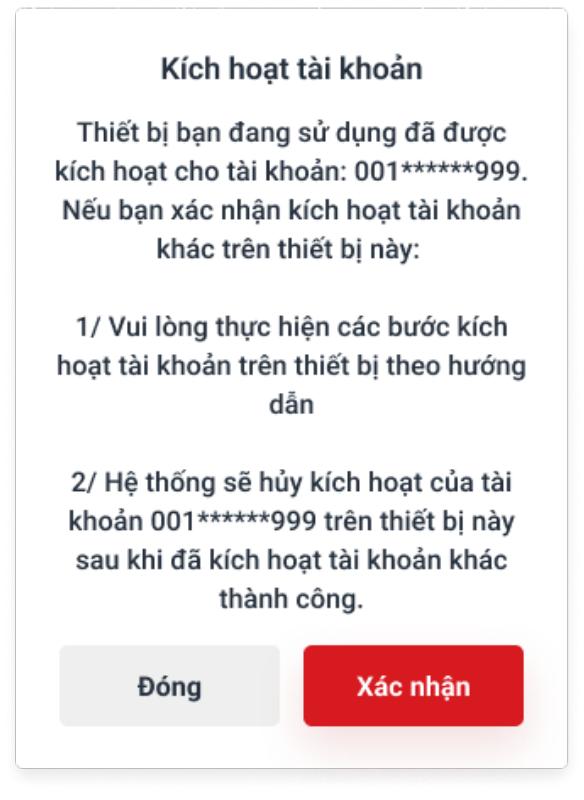 Kích hoạt tài khoản
Thiết bị bạn đang sử dụng đã được
kích hoạt cho tài khoản: 001******999.
Nếu bạn xác nhận kích hoạt tài khoản
khác trên thiết bị này:
1/ Vui lòng thực hiện các bước kích
hoạt tài khoản trên thiết bị theo hướng
dẫn
2/ Hệ thống sẽ hủy kích hoạt của tài
khoản 001******999 trên thiết bị này
sau khi đã kích hoạt tài khoản khác
thành công.
Đóng
Xác nhận